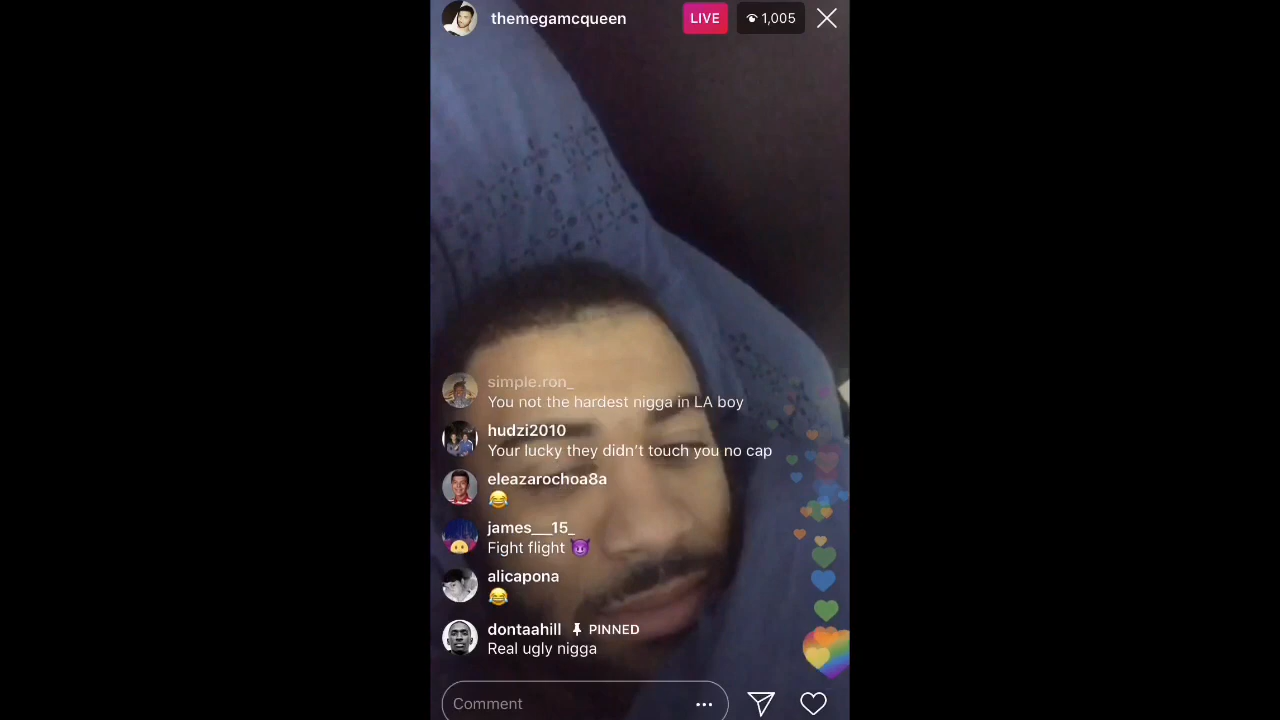 themegamcqueen LIVE 1,005
simple.ron_
You not the hardest nigga in LA boy
hudzi2010
Your lucky they didn't touch you no cap
eleazarochoa8a
😂
james___15_
Fight flight 😈
alicapona
😂
dontaahill PINNED
Real ugly nigga
Comment